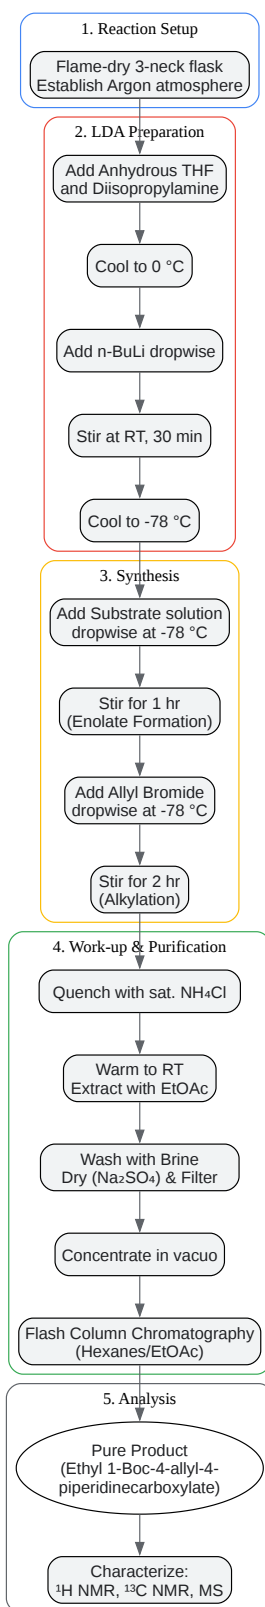 1. Reaction Setup
Flame-dry 3-neck flask
Establish Argon atmosphere
2. LDA Preparation
Add Anhydrous THF
and Diisopropylamine
Cool to 0 °C
Add n-BuLi dropwise
Stir at RT, 30 min
Cool to -78 °C
3. Synthesis
Add Substrate solution
dropwise at -78 °C
Stir for 1 hr
(Enolate Formation)
Add Allyl Bromide
dropwise at -78 °C
Stir for 2 hr
(Alkylation)
4. Work-up & Purification
Quench with sat. NH₄Cl
Warm to RT
Extract with EtOAc
Wash with Brine
Dry (Na₂SO₄) & Filter
Concentrate in vacuo
Flash Column Chromatography
(Hexanes/EtOAc)
5. Analysis
Pure Product
(Ethyl 1-Boc-4-allyl-4-
piperidinecarboxylate)
Characterize:
¹H NMR, ¹³C NMR, MS